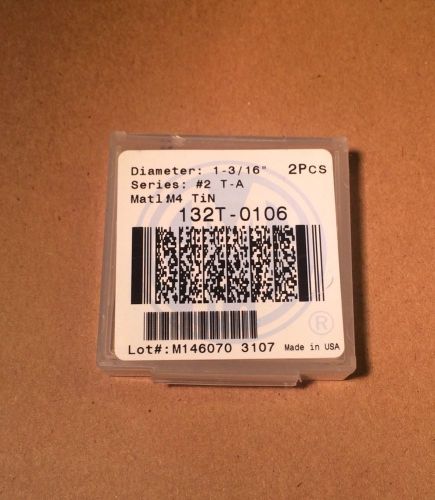 Diameter: 1-3/16" 2Pcs
Series: #2 T-A
Matl:M4 TiN
132T-0106
®
Lot#:M146070 3107 Made in USA